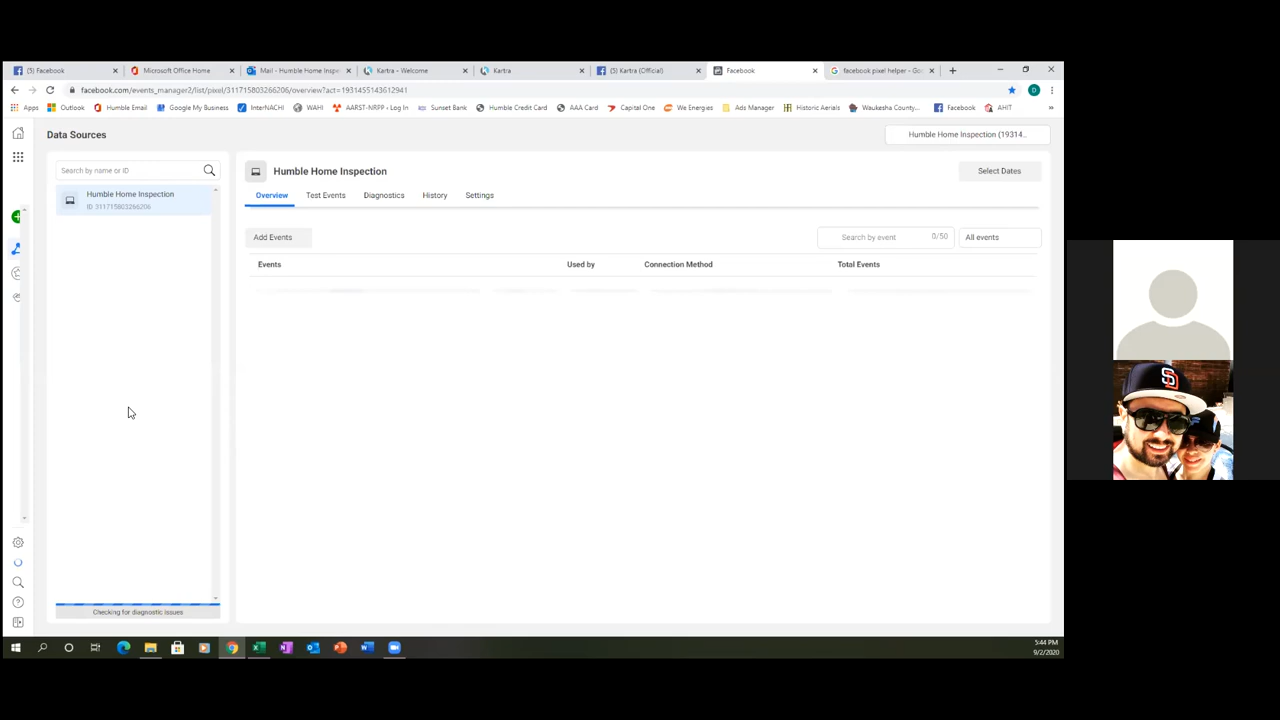 (5) Facebook
Microsoft Office Home
Mail - Humble Home Inspe
Kartra – Welcome
Kartra
(5) Kartra (Official)
Facebook
facebook pixel helper - Goo
facebook.com/events_manager2/list/pixel/311715803266206/overview?act=1931455143612941
Apps
Outlook
Humble Email
Google My Business
InterNACHI
WAHI
AARST-NRPP • Log In
Sunset Bank
Humble Credit Card
AAA Card
Capital One
We Energies
Ads Manager
Historic Aerials
Waukesha County...
Facebook
AHIT
»
Data Sources
Humble Home Inspection (19314...
Search by name or ID
Humble Home Inspection
ID 311715803266206
Humble Home Inspection
Select Dates
Overview
Test Events
Diagnostics
History
Settings
Add Events
Search by event
0/50
All events
Events
Used by
Connection Method
Total Events
Checking for diagnostic issues
5:44 PM
9/2/2020